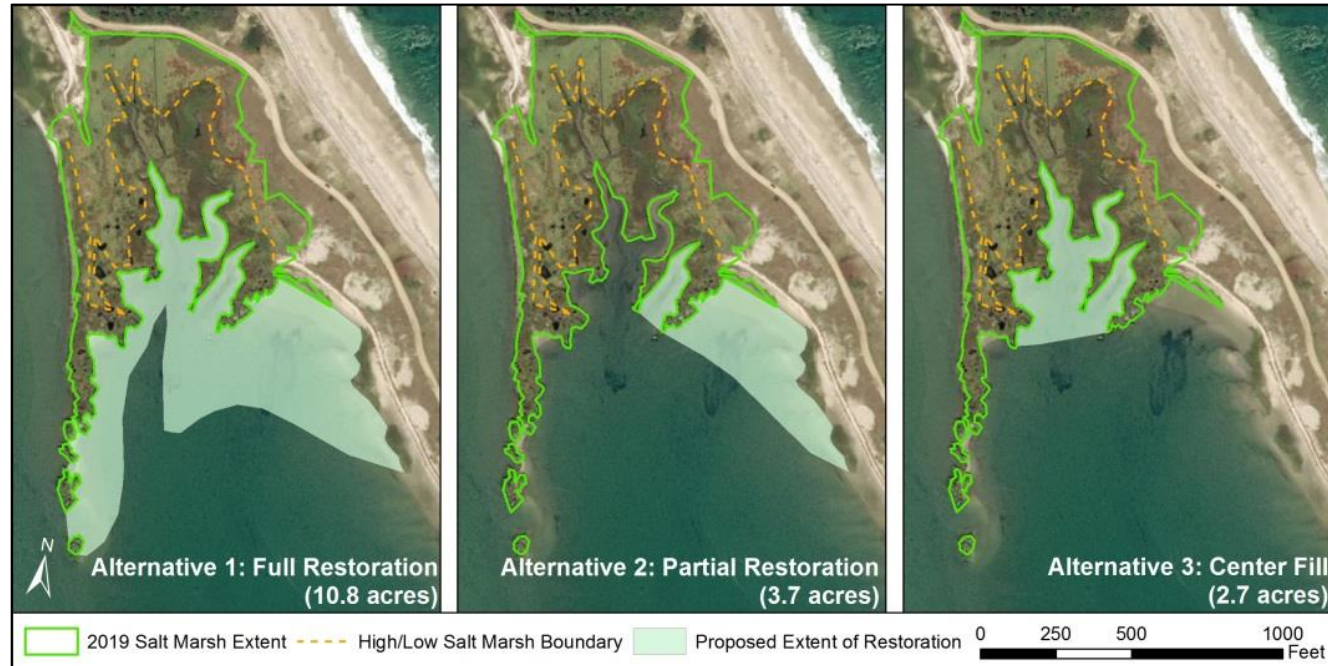 N
Alternative 1: Full Restoration
(10.8 acres)
Alternative 2: Partial Restoration
(3.7 acres)
Alternative 3: Center Fill
(2.7 acres)
2019 Salt Marsh Extent
High/Low Salt Marsh Boundary
Proposed Extent of Restoration
0 250 500 1000
Feet